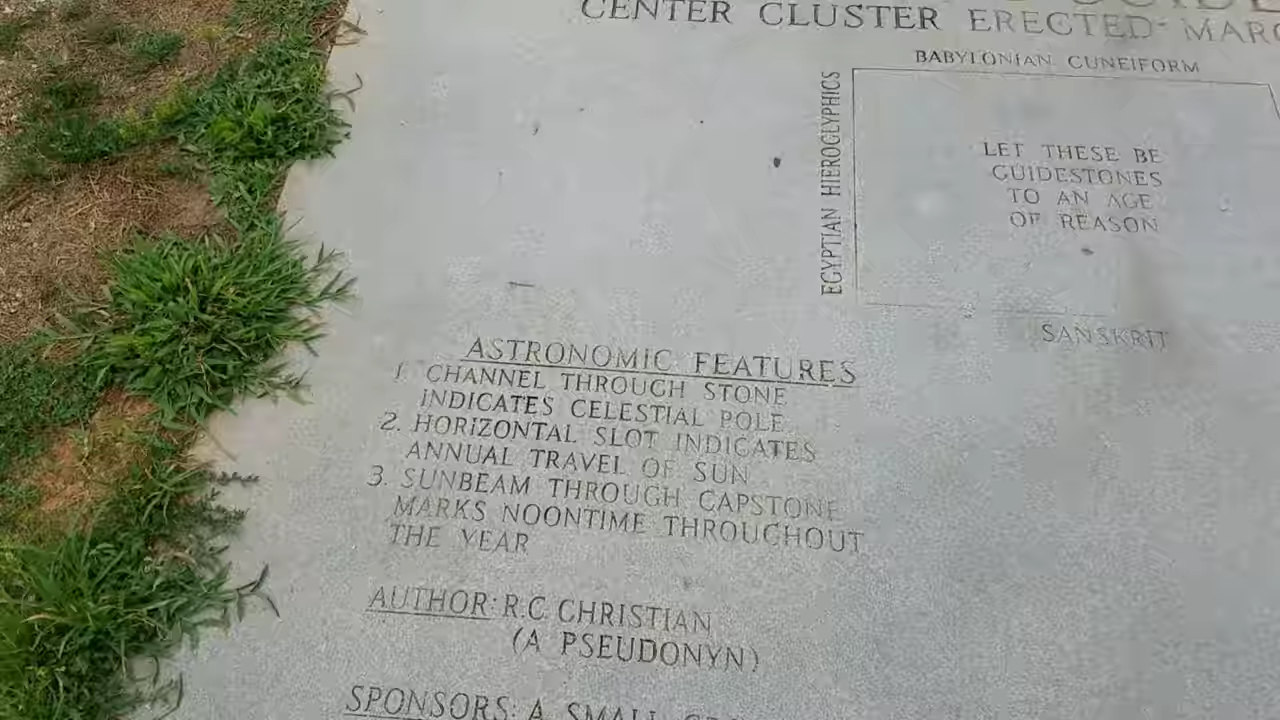 CENTER CLUSTER ERECTED MARC
BABYLONIAN CUNEIFORM
EGYPTIAN HIEROGLYPHICS
LET THESE BE
GUIDESTONES
TO AN AGE
OF REASON
SANSKRIT
ASTRONOMIC FEATURES
1. CHANNEL THROUGH STONE
INDICATES CELESTIAL POLE
2. HORIZONTAL SLOT INDICATES
ANNUAL TRAVEL OF SUN
3. SUNBEAM THROUGH CAPSTONE
MARKS NOONTIME THROUGHOUT
THE YEAR
AUTHOR: R.C. CHRISTIAN
(A PSEUDONYN)
SPONSORS: A SMALL